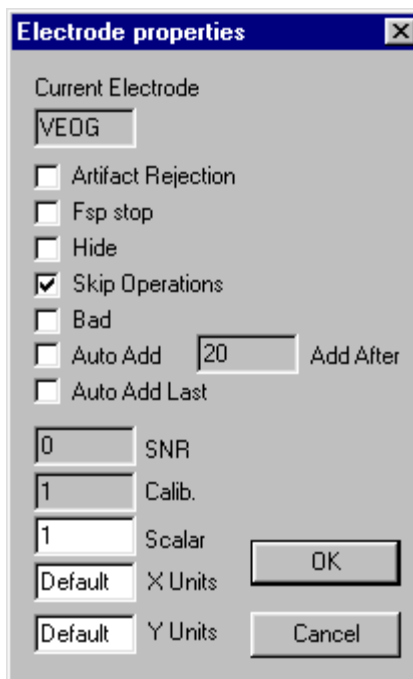 Electrode properties
Current Electrode
VEOG
Artifact Rejection
Fsp stop
Hide
Skip Operations
Bad
Auto Add 20 Add After
Auto Add Last
0 SNR
1 Calib.
1 Scalar
OK
Default X Units
Default Y Units
Cancel